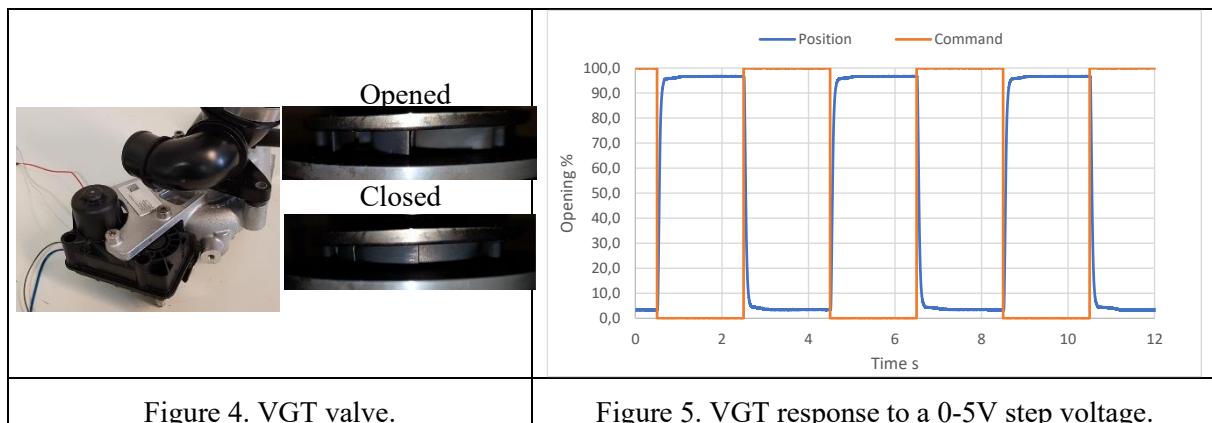 Opened
Closed
Position Command
Opening %
100,0
90,0
80,0
70,0
60,0
50,0
40,0
30,0
20,0
10,0
0,0
0 2 4 6 8 10 12
Time s
Figure 4. VGT valve.
Figure 5. VGT response to a 0-5V step voltage.